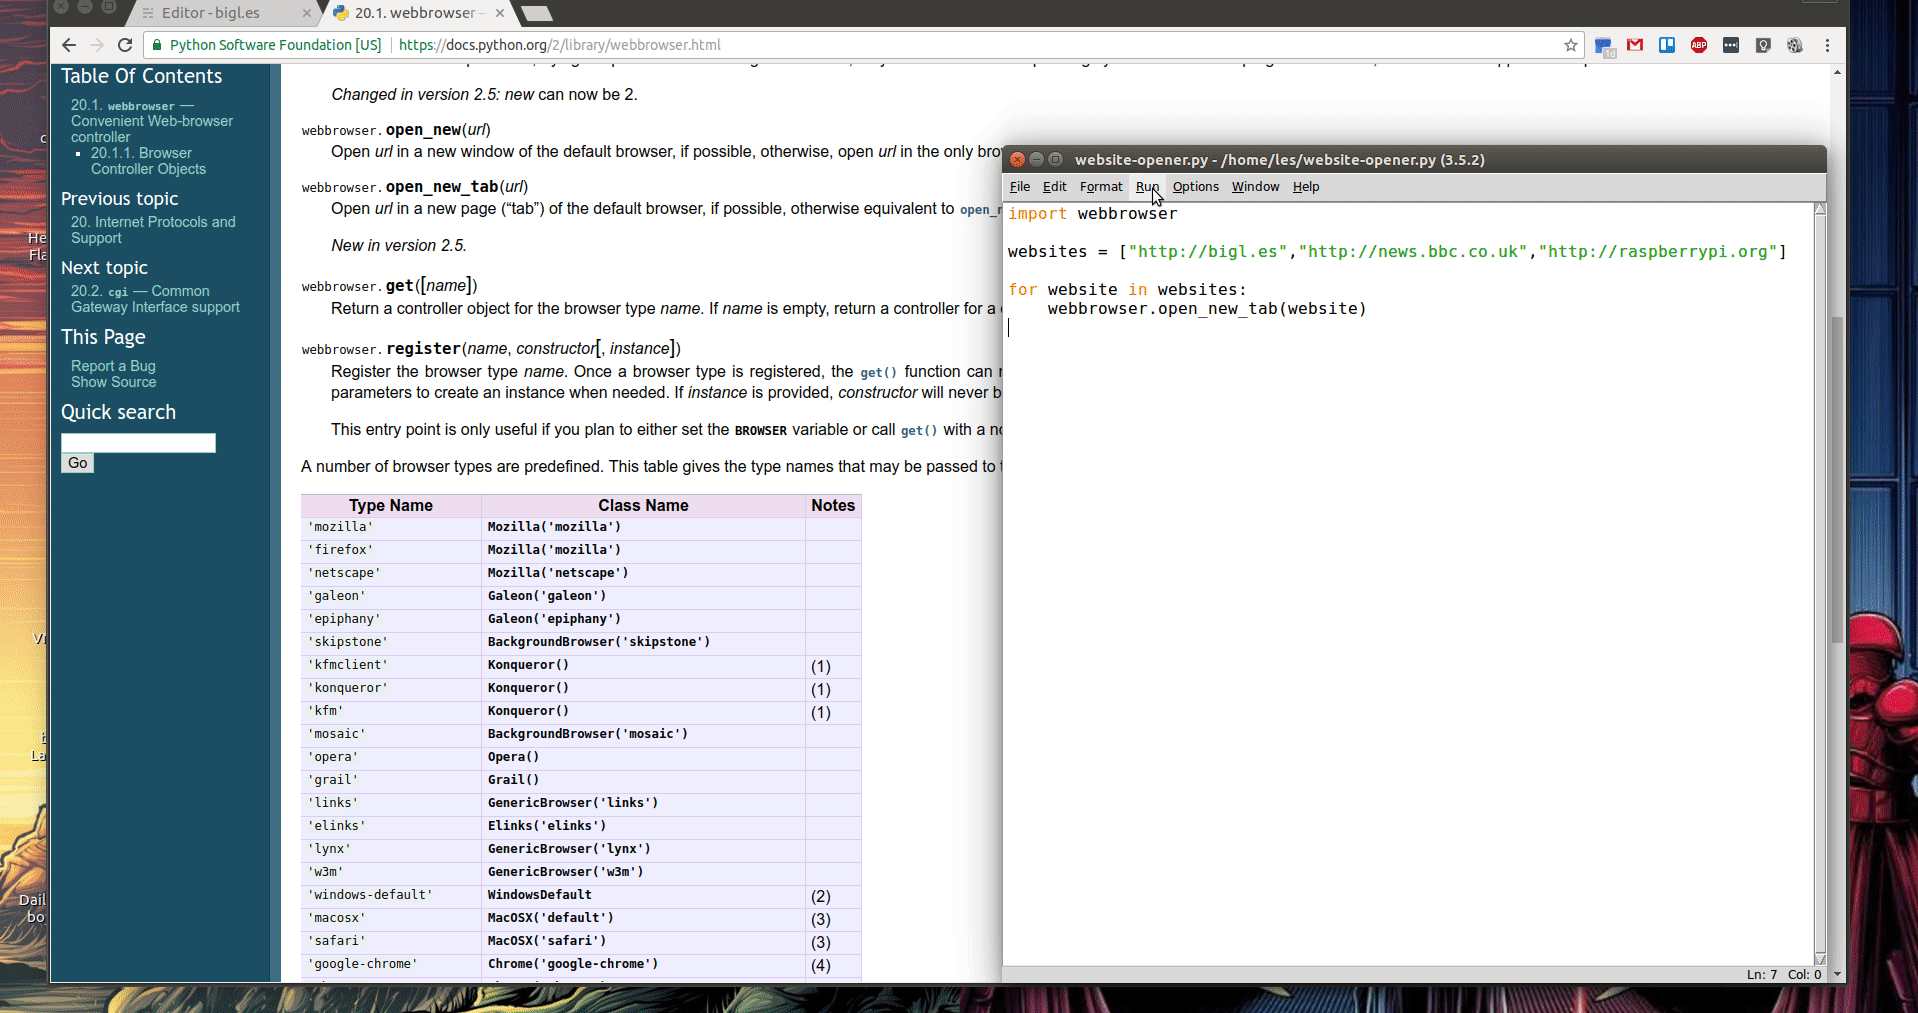 Editor - bigl.es
20.1. webbrowser —
Python Software Foundation [US]
https://docs.python.org/2/library/webbrowser.html
ABP
Table Of Contents
20.1. webbrowser —
Convenient Web-browser
controller
20.1.1. Browser
Controller Objects
Previous topic
20. Internet Protocols and
Support
Next topic
20.2. cgi — Common
Gateway Interface support
This Page
Report a Bug
Show Source
Quick search
Go
Changed in version 2.5: new can now be 2.
webbrowser.open_new(url)
Open url in a new window of the default browser, if possible, otherwise, open url in the only
webbrowser.open_new_tab(url)
Open url in a new page (“tab”) of the default browser, if possible, otherwise equivalent to
New in version 2.5.
webbrowser.get([name])
Return a controller object for the browser type name. If name is empty, return a controller for a
webbrowser.register(name, constructor[, instance])
Register the browser type name. Once a browser type is registered, the get() function can
parameters to create an instance when needed. If instance is provided, constructor will never
This entry point is only useful if you plan to either set the BROWSER variable or call get() with a
A number of browser types are predefined. This table gives the type names that may be passed to
Type Name Class Name Notes
'mozilla' Mozilla('mozilla')
'firefox' Mozilla('mozilla')
'netscape' Mozilla('netscape')
'galeon' Galeon('galeon')
'epiphany' Galeon('epiphany')
'skipstone' BackgroundBrowser('skipstone')
'kfmclient' Konqueror() (1)
'konqueror' Konqueror() (1)
'kfm' Konqueror() (1)
'mosaic' BackgroundBrowser('mosaic')
'opera' Opera()
'grail' Grail()
'links' GenericBrowser('links')
'elinks' Elinks('elinks')
'lynx' GenericBrowser('lynx')
'w3m' GenericBrowser('w3m')
'windows-default' WindowsDefault (2)
'macosx' MacOSX('default') (3)
'safari' MacOSX('safari') (3)
'google-chrome' Chrome('google-chrome') (4)
website-opener.py - /home/les/website-opener.py (3.5.2)
File Edit Format Run Options Window Help
import webbrowser
websites = ["http://bigl.es","http://news.bbc.co.uk","http://raspberrypi.org"]
for website in websites:
webbrowser.open_new_tab(website)
Ln: 7 Col: 0
He
Fla
La
Dail
bo